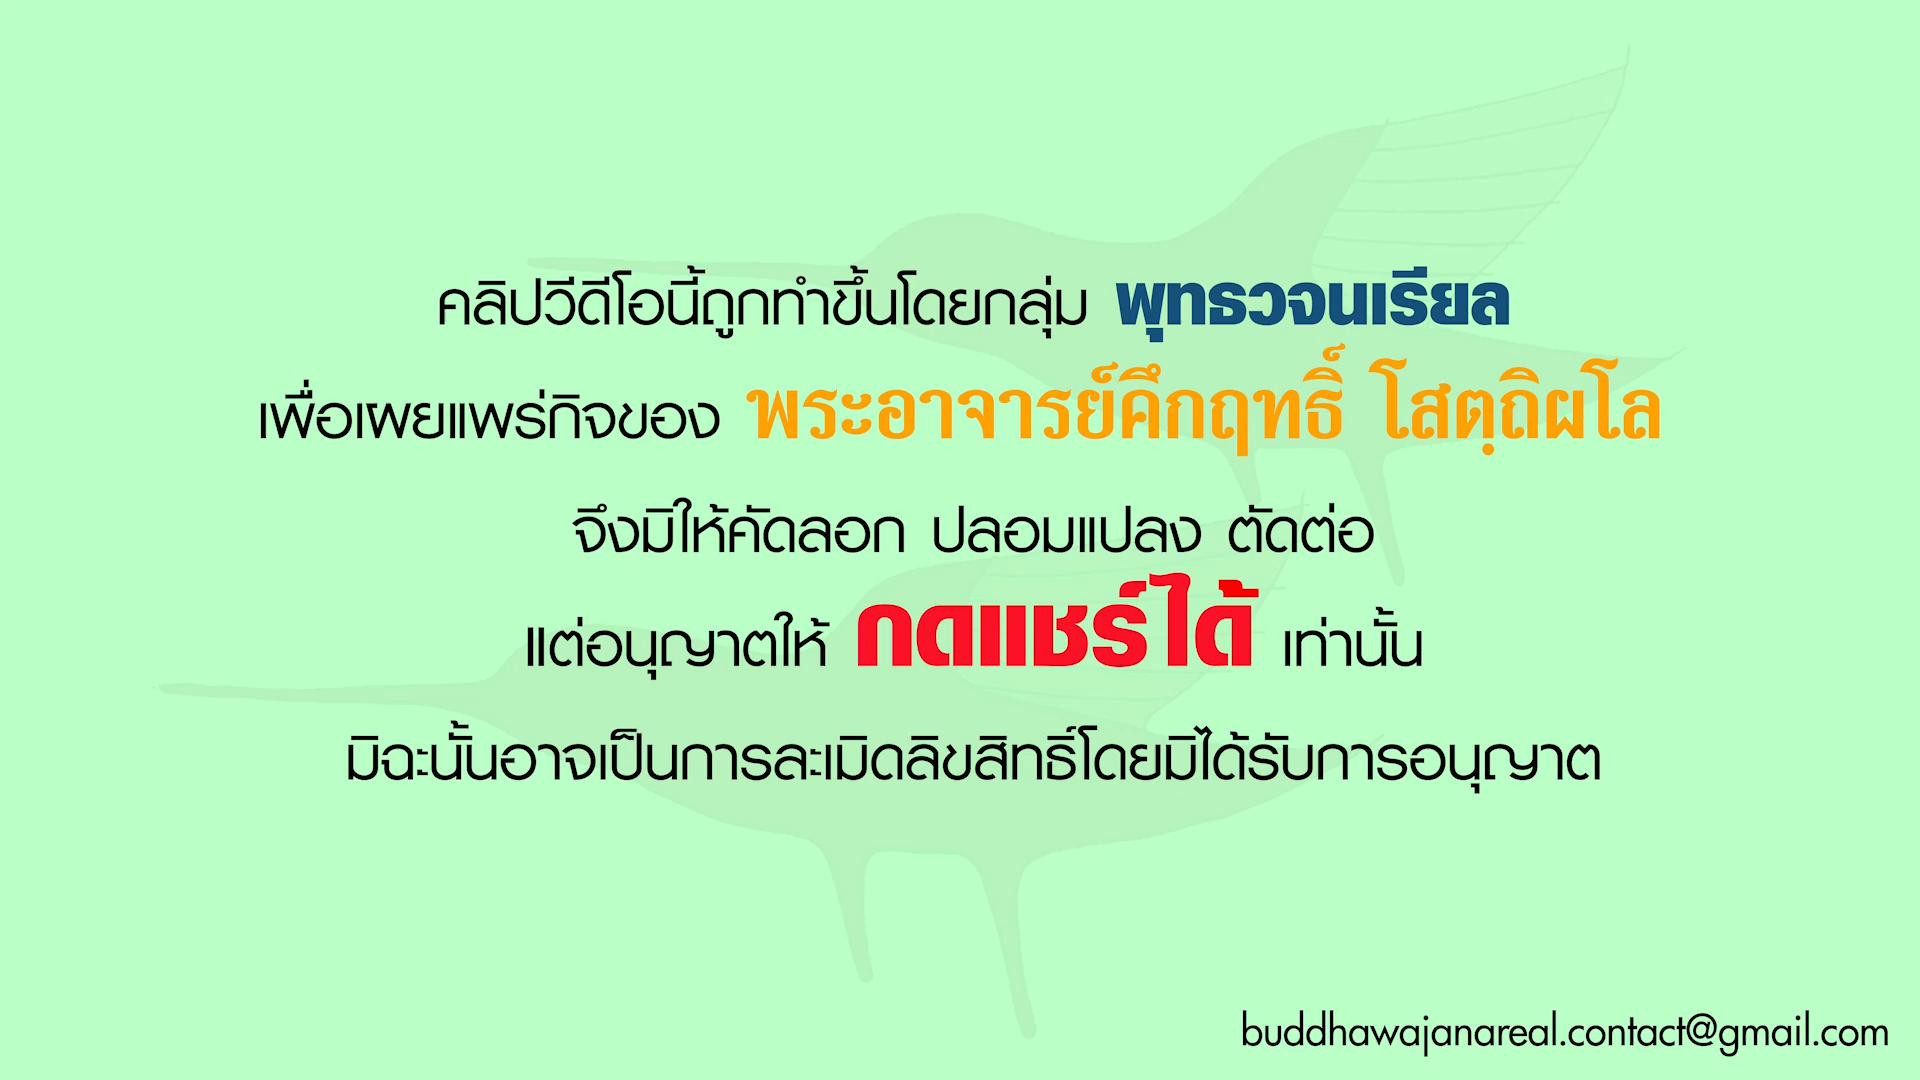 คลิปวีดีโอนี้ถูกทำขึ้นโดยกลุ่ม พุทธวจนเรียล
เพื่อเผยแพร่กิจของ พระอาจารย์คึกฤทธิ์ โสตฺถิผโล
จึงมิให้คัดลอก ปลอมแปลง ตัดต่อ
แต่อนุญาตให้ กดแชร์ได้ เท่านั้น
มิฉะนั้นอาจเป็นการละเมิดลิขสิทธิ์โดยมิได้รับการอนุญาต
buddhawajanareal.contact@gmail.com